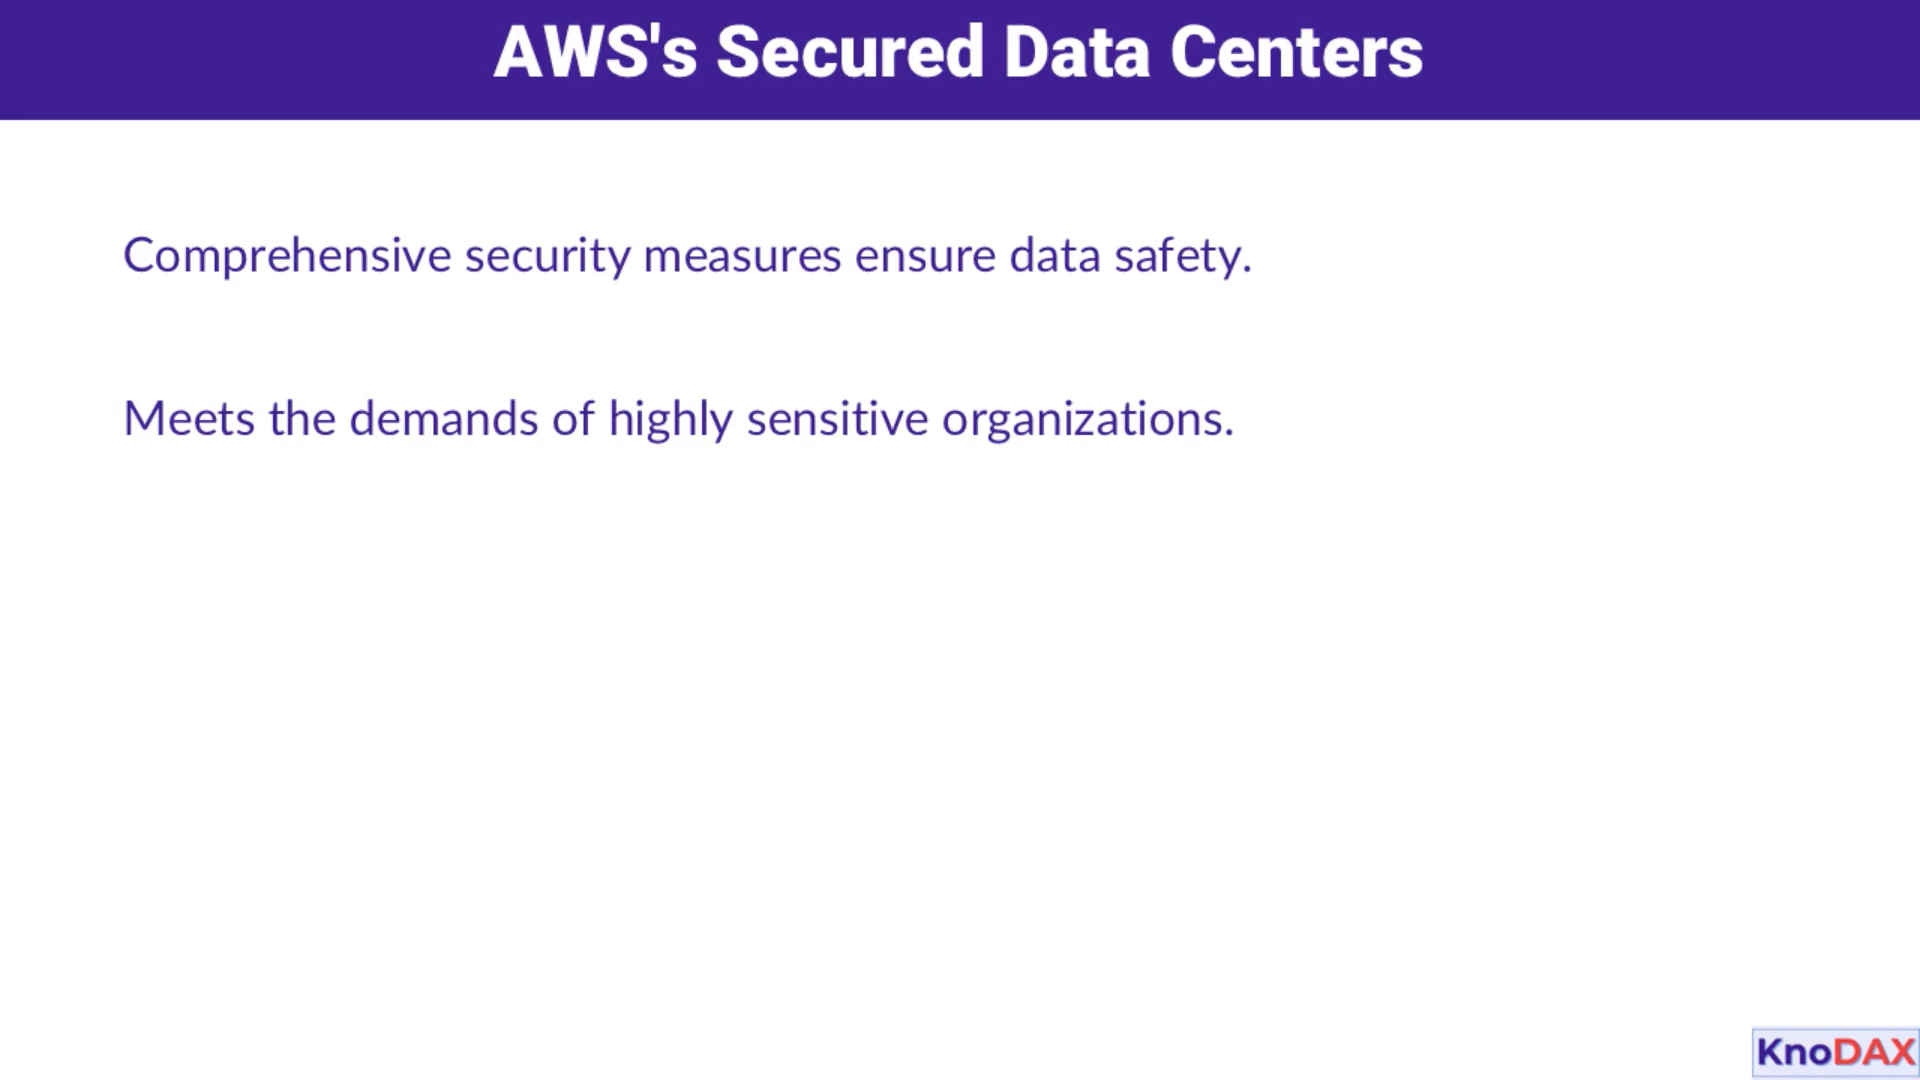 AWS's Secured Data Centers
Comprehensive security measures ensure data safety.
Meets the demands of highly sensitive organizations.
KnoDAX